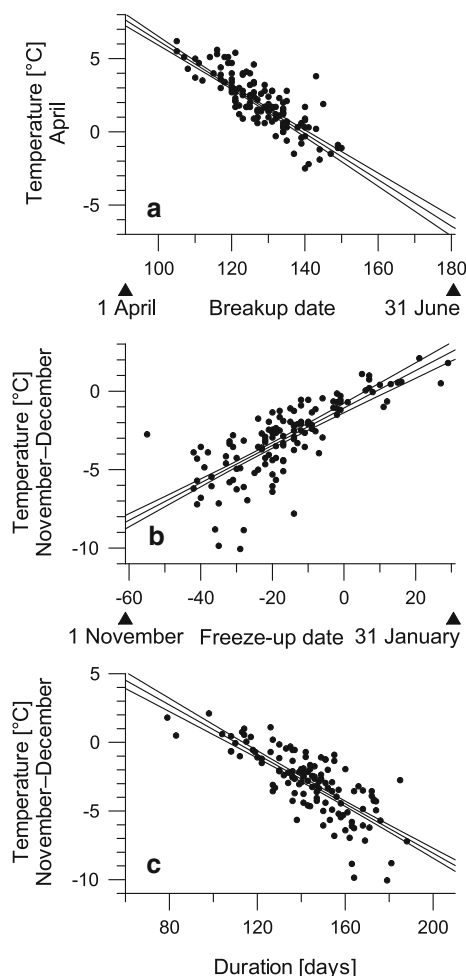 5
0
-5
Temperature [°C]
April
a
100 120 140 160 180
1 April Breakup date 31 June
0
-5
-10
Temperature [°C]
November–December
b
-60 -40 -20 0 20
1 November Freeze-up date 31 January
5
0
-5
-10
Temperature [°C]
November–December
c
80 120 160 200
Duration [days]